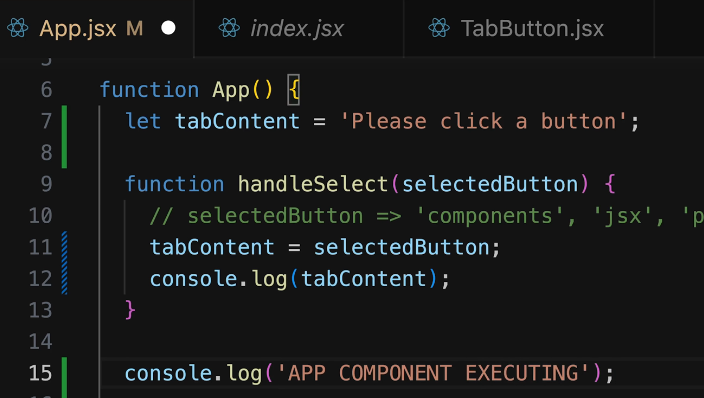 App.jsx M index.jsx TabButton.jsx
5
6 function App() {
7 let tabContent = 'Please click a button';
8
9 function handleSelect(selectedButton) {
10 // selectedButton => 'components', 'jsx', 'p
11 tabContent = selectedButton;
12 console.log(tabContent);
13 }
14
15 console.log('APP COMPONENT EXECUTING');